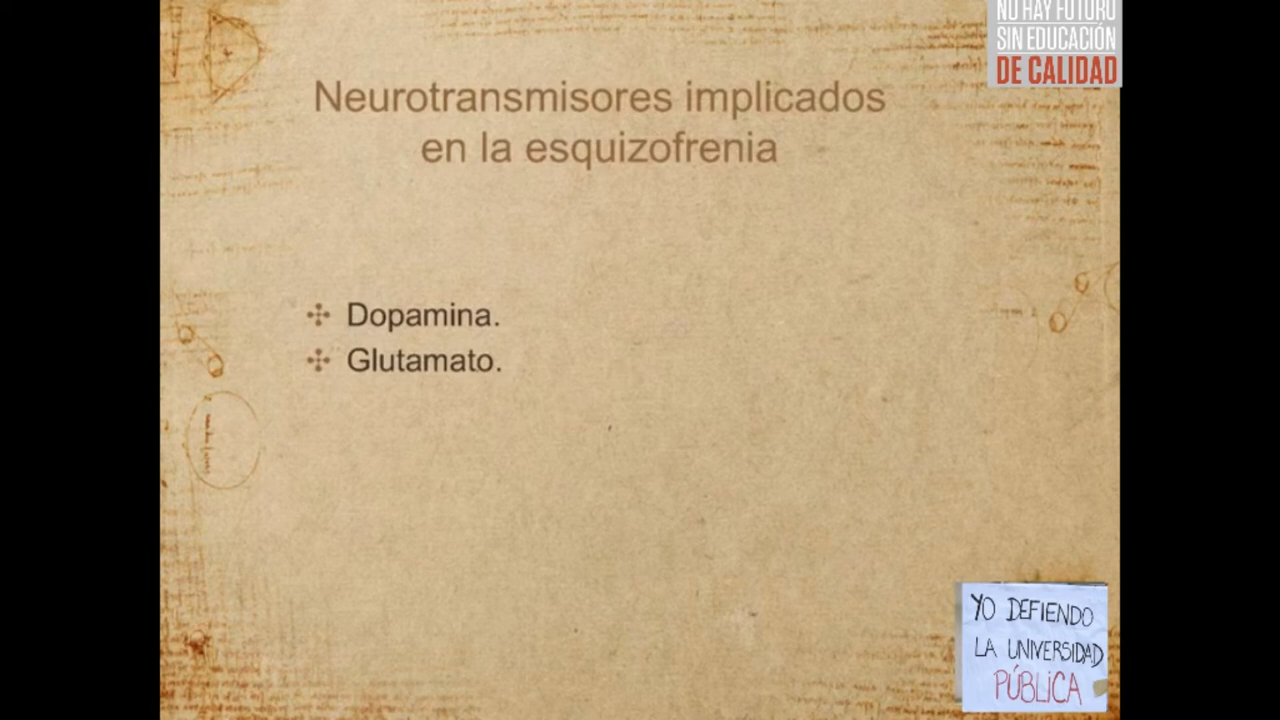 NO HAY FUTURO
SIN EDUCACIÓN
DE CALIDAD
Neurotransmisores implicados
en la esquizofrenia
Dopamina.
Glutamato.
YO DEFIENDO
LA UNIVERSIDAD
PÚBLICA